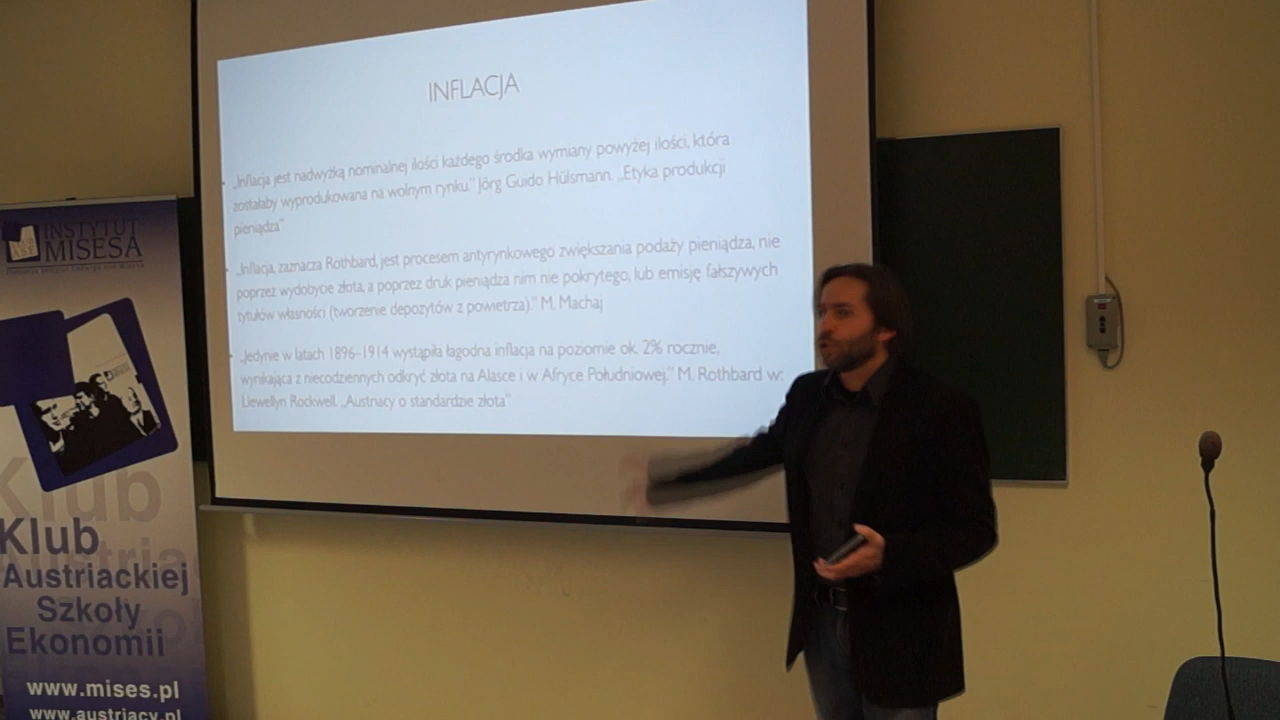 INFLACJA
„Inflacja jest nadwyżką nominalnej ilości każdego środka wymiany powyżej ilości, która
zostałaby wyprodukowana na wolnym rynku." Jörg Guido Hülsmann. „Etyka produkcji
pieniądza"
„Inflacja, zaznacza Rothbard, jest procesem antyrynkowego zwiększania podaży pieniądza, nie
poprzez wydobycie złota, a poprzez druk pieniądza nim nie pokrytego, lub emisję fałszywych
tytułów własności (tworzenie depozytów z powietrza)." M. Machaj
„Jedynie w latach 1896–1914 wystąpiła łagodna inflacja na poziomie ok. 2% rocznie,
wynikająca z niecodziennych odkryć złota na Alasce i w Afryce Południowej." M. Rothbard w:
Llewellyn Rockwell. „Austriacy o standardzie złota"
INSTYTUT
MISESA
Klub
Klub
Austriackiej
Szkoły
Ekonomii
www.mises.pl
www.austriacy.pl